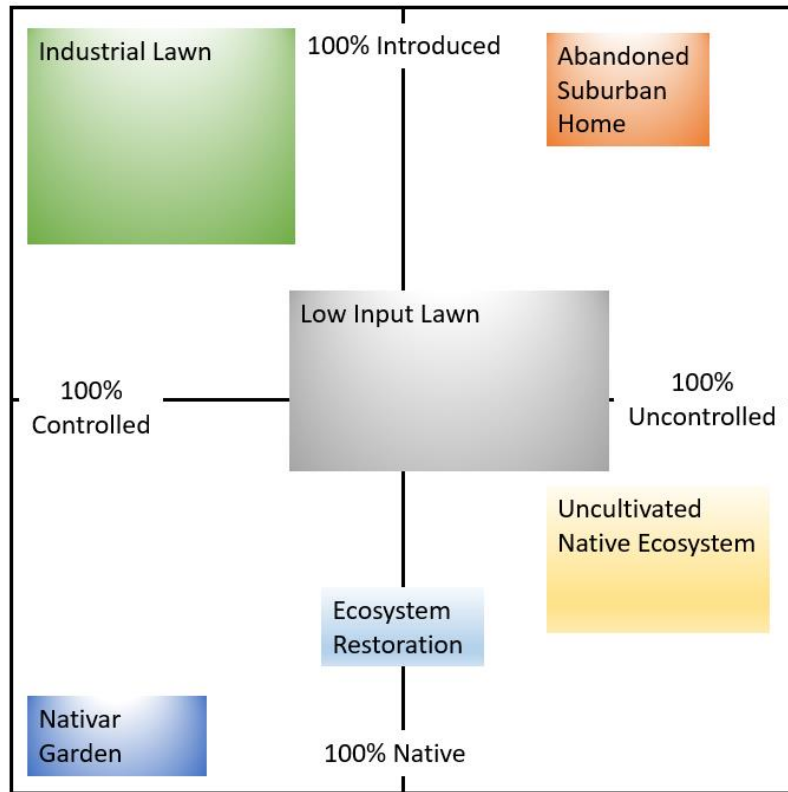 Industrial Lawn
100% Introduced
Abandoned
Suburban
Home
Low Input Lawn
100%
Controlled
100%
Uncontrolled
Uncultivated
Native Ecosystem
Ecosystem
Restoration
Nativar
Garden
100% Native